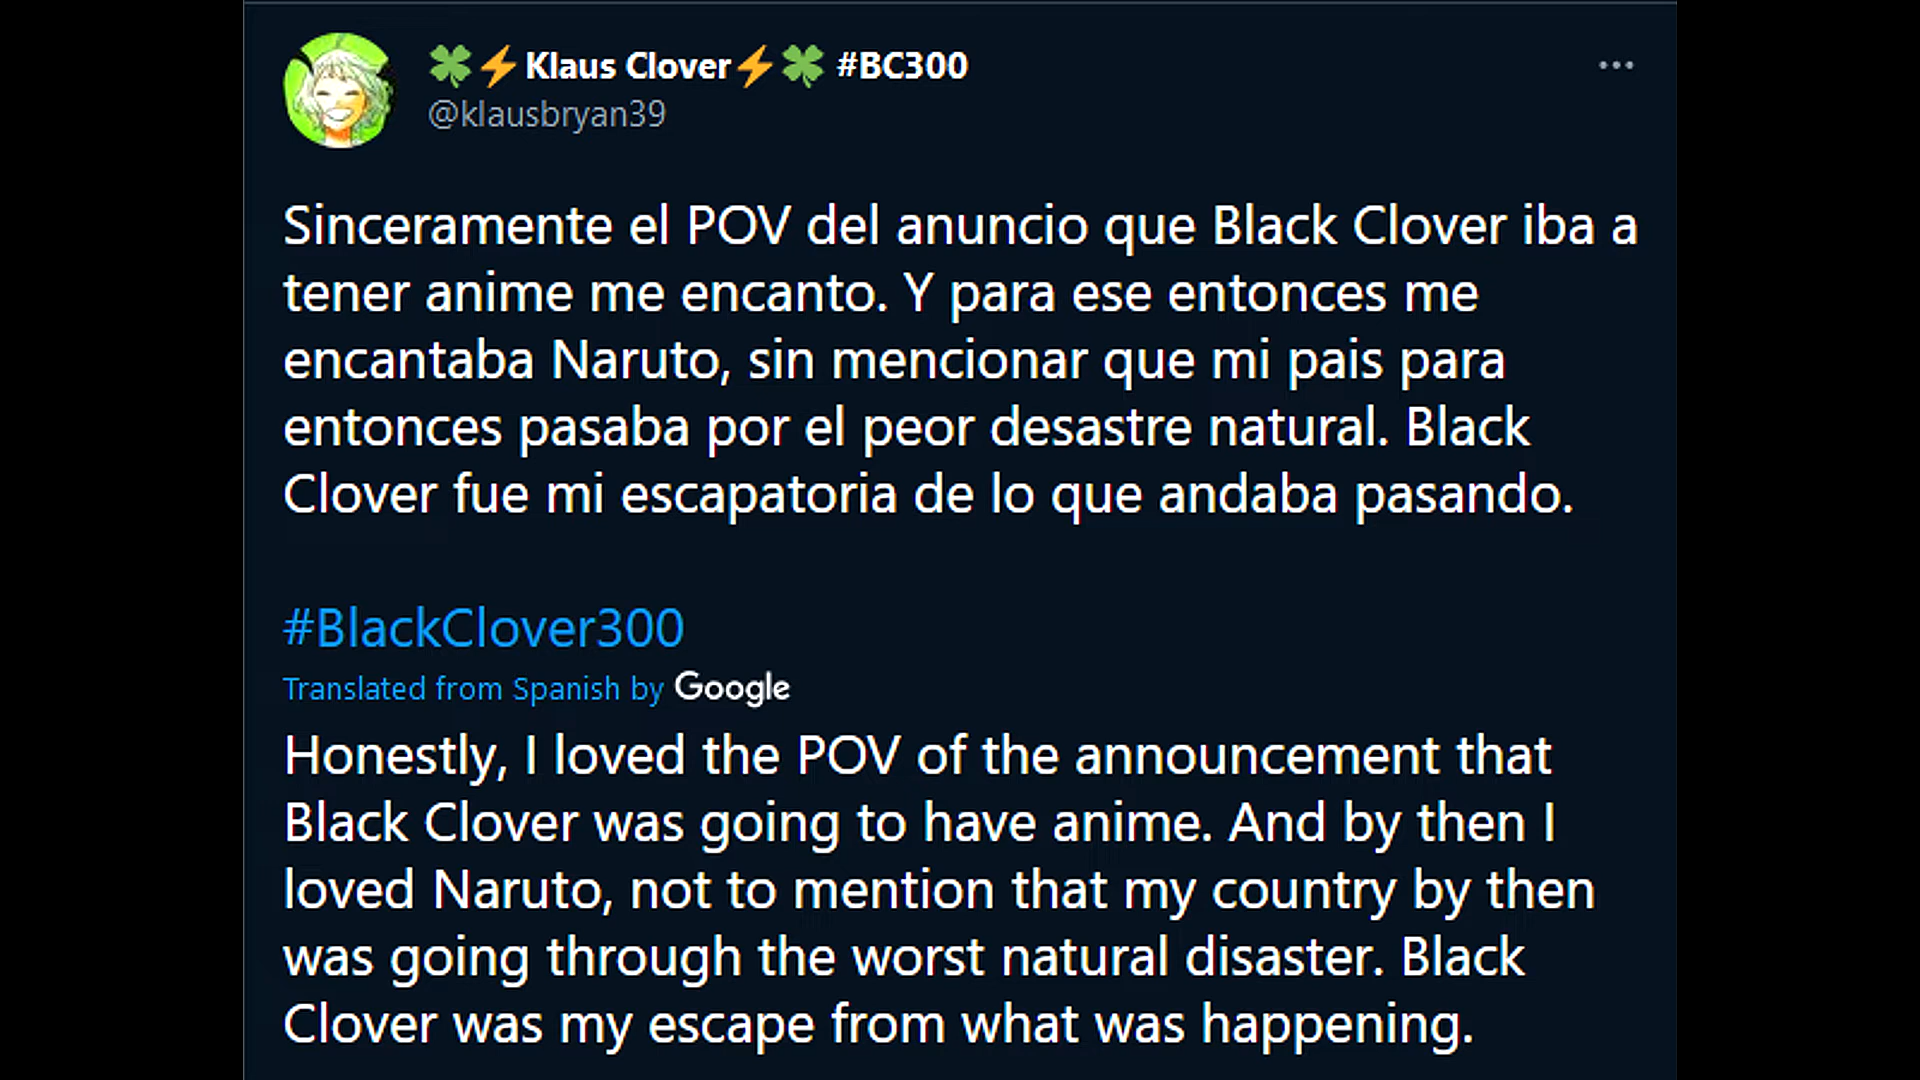 🍀⚡Klaus Clover⚡🍀 #BC300
@klausbryan39
Sinceramente el POV del anuncio que Black Clover iba a
tener anime me encanto. Y para ese entonces me
encantaba Naruto, sin mencionar que mi pais para
entonces pasaba por el peor desastre natural. Black
Clover fue mi escapatoria de lo que andaba pasando.
#BlackClover300
Translated from Spanish by Google
Honestly, I loved the POV of the announcement that
Black Clover was going to have anime. And by then I
loved Naruto, not to mention that my country by then
was going through the worst natural disaster. Black
Clover was my escape from what was happening.